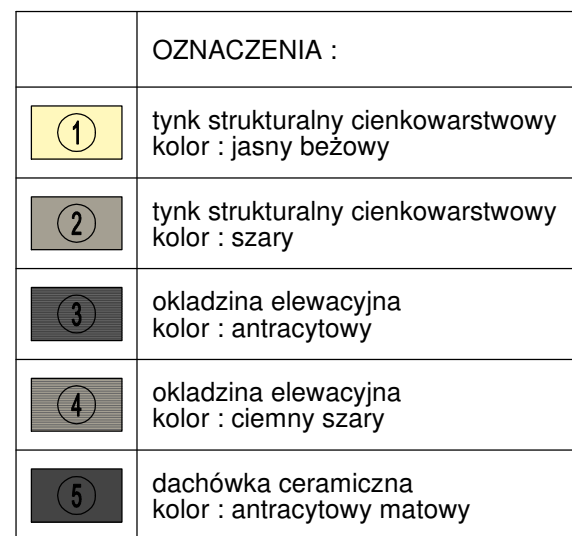 OZNACZENIA :
1
tynk strukturalny cienkowarstwowy
kolor : jasny beżowy
2
tynk strukturalny cienkowarstwowy
kolor : szary
3
okladzina elewacyjna
kolor : antracytowy
4
okladzina elewacyjna
kolor : ciemny szary
5
dachówka ceramiczna
kolor : antracytowy matowy